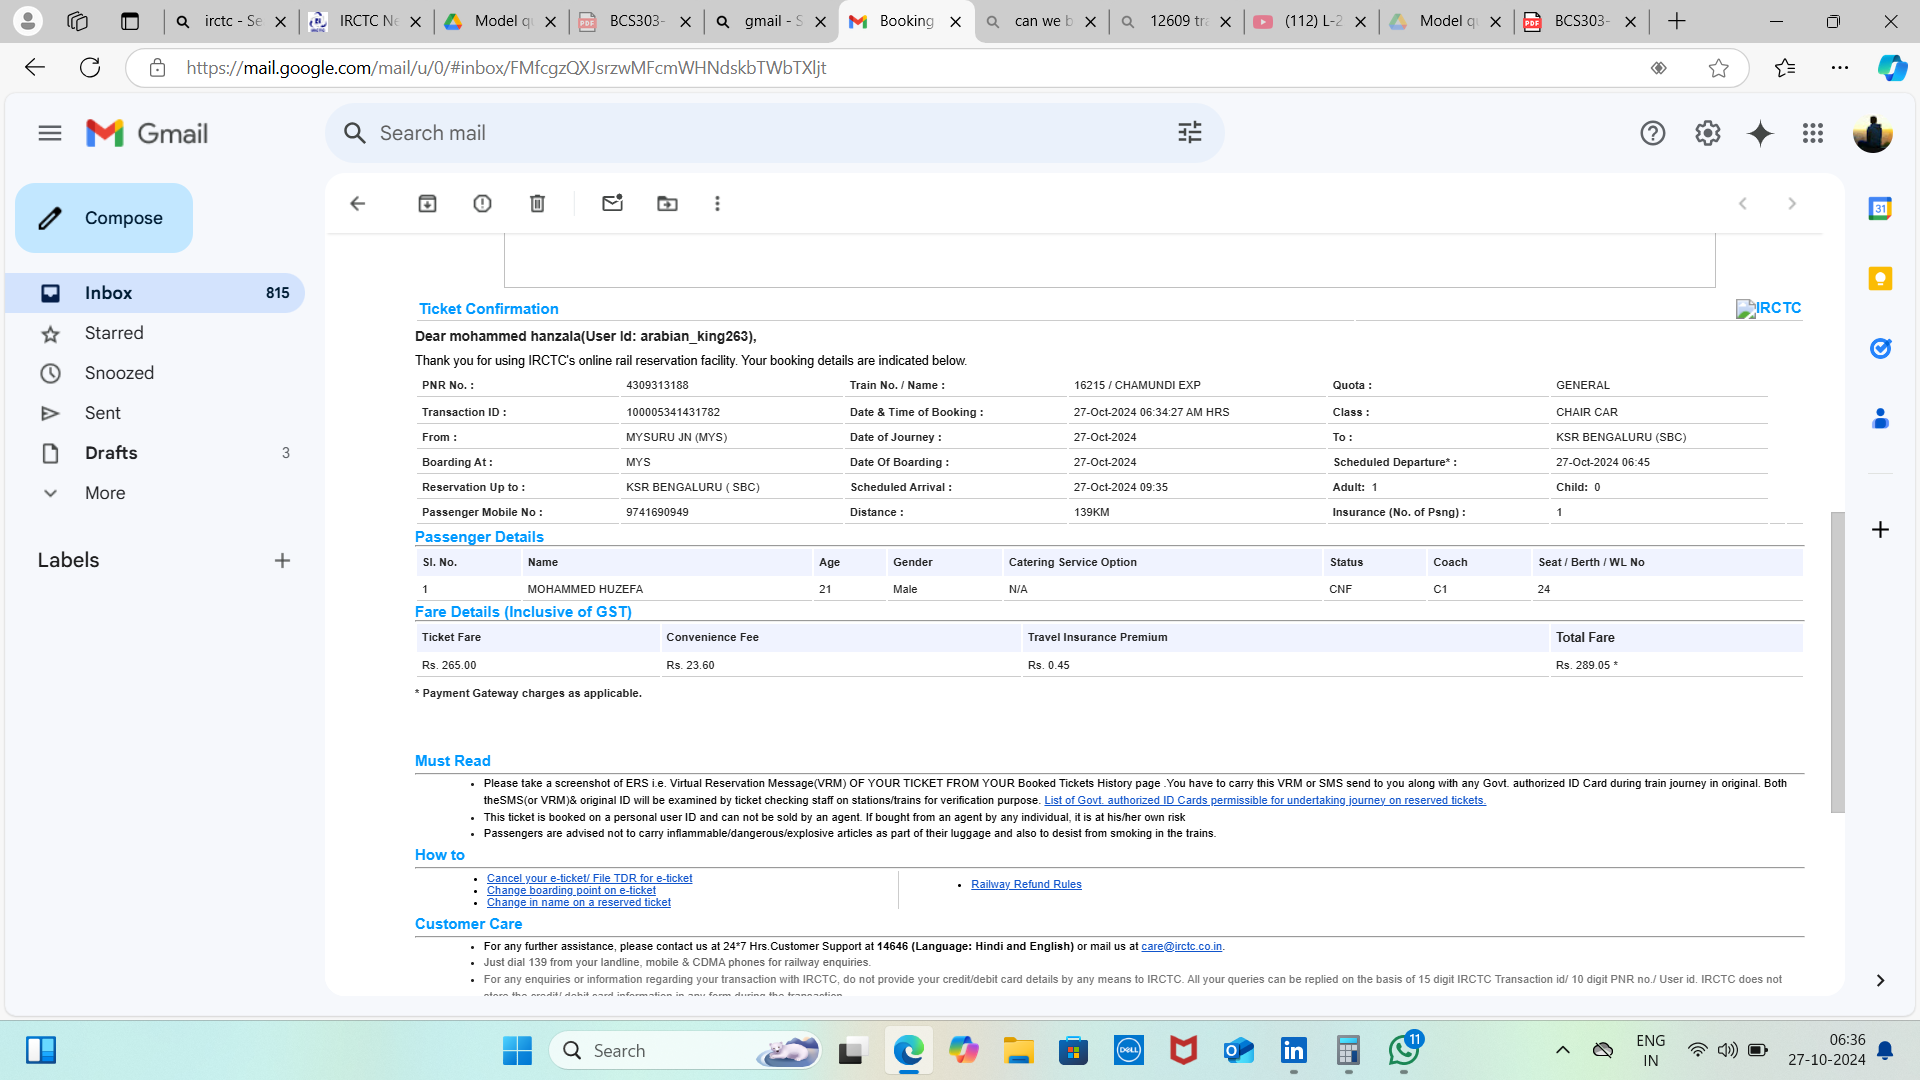 irctc - Se
IRCTC Ne
Model q
BCS303-
gmail - S
Booking
can we b
12609 tr
(112) L-2
Model q
BCS303-
https://mail.google.com/mail/u/0/#inbox/FMfcgzQXJsrzwMFcmWHNdskbTWbTXljt
Gmail
Search mail
Compose
Inbox 815
Starred
Snoozed
Sent
Drafts 3
More
Labels
31
Ticket Confirmation IRCTC
Dear mohammed hanzala(User Id: arabian_king263),
Thank you for using IRCTC's online rail reservation facility. Your booking details are indicated below.
PNR No. : 4309313188 Train No. / Name : 16215 / CHAMUNDI EXP Quota : GENERAL
Transaction ID : 100005341431782 Date & Time of Booking : 27-Oct-2024 06:34:27 AM HRS Class : CHAIR CAR
From : MYSURU JN (MYS) Date of Journey : 27-Oct-2024 To : KSR BENGALURU (SBC)
Boarding At : MYS Date Of Boarding : 27-Oct-2024 Scheduled Departure* : 27-Oct-2024 06:45
Reservation Up to : KSR BENGALURU ( SBC) Scheduled Arrival : 27-Oct-2024 09:35 Adult: 1 Child: 0
Passenger Mobile No : 9741690949 Distance : 139KM Insurance (No. of Psng) : 1
Passenger Details
Sl. No. Name Age Gender Catering Service Option Status Coach Seat / Berth / WL No
1 MOHAMMED HUZEFA 21 Male N/A CNF C1 24
Fare Details (Inclusive of GST)
Ticket Fare Convenience Fee Travel Insurance Premium Total Fare
Rs. 265.00 Rs. 23.60 Rs. 0.45 Rs. 289.05 *
* Payment Gateway charges as applicable.
Must Read
• Please take a screenshot of ERS i.e. Virtual Reservation Message(VRM) OF YOUR TICKET FROM YOUR Booked Tickets History page .You have to carry this VRM or SMS send to you along with any Govt. authorized ID Card during train journey in original. Both
theSMS(or VRM)& original ID will be examined by ticket checking staff on stations/trains for verification purpose. List of Govt. authorized ID Cards permissible for undertaking journey on reserved tickets.
• This ticket is booked on a personal user ID and can not be sold by an agent. If bought from an agent by any individual, it is at his/her own risk
• Passengers are advised not to carry inflammable/dangerous/explosive articles as part of their luggage and also to desist from smoking in the trains.
How to
• Cancel your e-ticket/ File TDR for e-ticket
• Change boarding point on e-ticket
• Change in name on a reserved ticket
• Railway Refund Rules
Customer Care
• For any further assistance, please contact us at 24*7 Hrs.Customer Support at 14646 (Language: Hindi and English) or mail us at care@irctc.co.in.
• Just dial 139 from your landline, mobile & CDMA phones for railway enquiries.
• For any enquiries or information regarding your transaction with IRCTC, do not provide your credit/debit card details by any means to IRCTC. All your queries can be replied on the basis of 15 digit IRCTC Transaction id/ 10 digit PNR no./ User id. IRCTC does not
store the credit/ debit card information in any form during the transaction.
Search
DELL
11
ENG
IN
06:36
27-10-2024